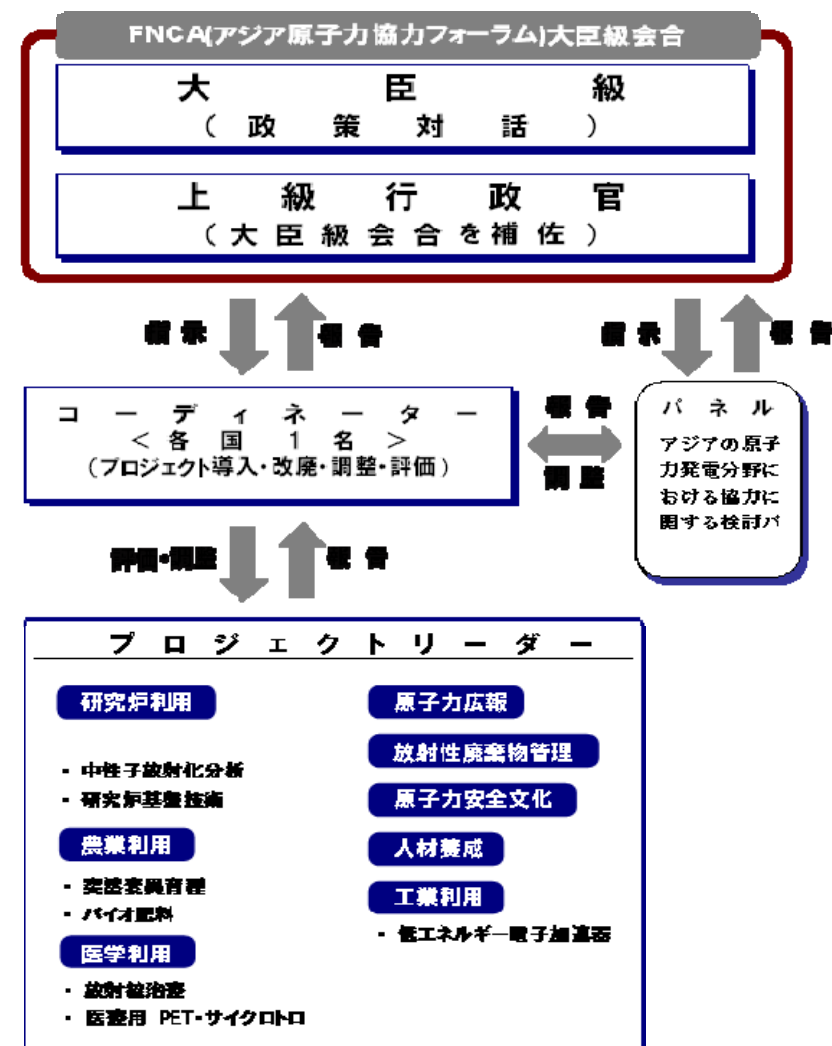 FNCA(アジア原子力協力フォーラム)大臣級会合
大臣級
(政策対話)
上級行政官
(大臣級会合を補佐)
指示
報告
指示
報告
コーディネーター
<各国1名>
(プロジェクト導入・改廃・調整・評価)
報告
調整
パネル
アジアの原子
力発電分野に
おける協力に
関する検討パ
評価・調整
報告
プロジェクトリーダー
研究炉利用
- 中性子放射化分析
- 研究炉基盤技術
農業利用
- 突然変異育種
- バイオ肥料
医学利用
- 放射線治療
- 医療用 PET・サイクロトロ
原子力広報
放射性廃棄物管理
原子力安全文化
人材養成
工業利用
- 低エネルギー電子加速器